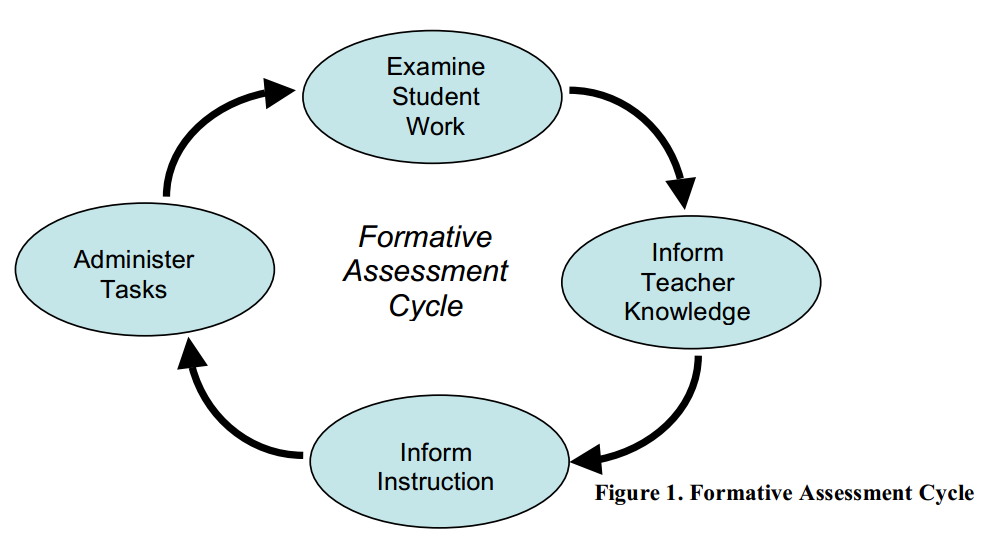 Examine
Student
Work
Formative
Assessment
Cycle
Administer
Tasks
Inform
Teacher
Knowledge
Inform
Instruction
Figure 1. Formative Assessment Cycle